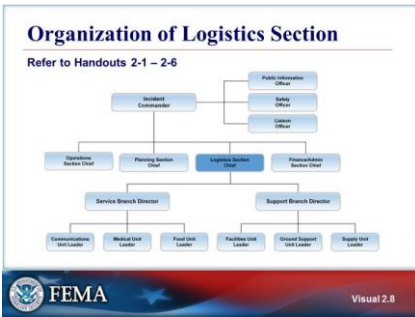 Organization of Logistics Section
Refer to Handouts 2-1 – 2-6
Public Information
Officer
Incident
Commander
Safety
Officer
Liaison
Officer
Operations
Section Chief
Planning Section
Chief
Logistics Section
Chief
Finance/Admin
Section Chief
Service Branch Director
Support Branch Director
Communications
Unit Leader
Medical Unit
Leader
Food Unit
Leader
Facilities Unit
Leader
Ground Support
Unit Leader
Supply Unit
Leader
FEMA
Visual 2.8